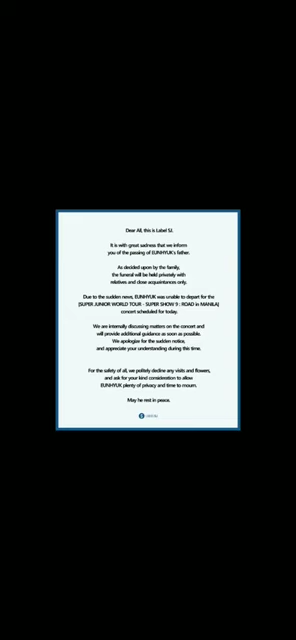 Dear All, this is Label SJ.
It is with great sadness that we inform
you of the passing of EUNHYUK's father.
As decided upon by the family,
the funeral will be held privately with
relatives and close acquaintances only.
Due to the sudden news, EUNHYUK was unable to depart for the
[SUPER JUNIOR WORLD TOUR - SUPER SHOW 9 : ROAD in MANILA]
concert scheduled for today.
We are internally discussing matters on the concert and
will provide additional guidance as soon as possible.
We apologize for the sudden notice,
and appreciate your understanding during this time.
For the safety of all, we politely decline any visits and flowers,
and ask for your kind consideration to allow
EUNHYUK plenty of privacy and time to mourn.
May he rest in peace.